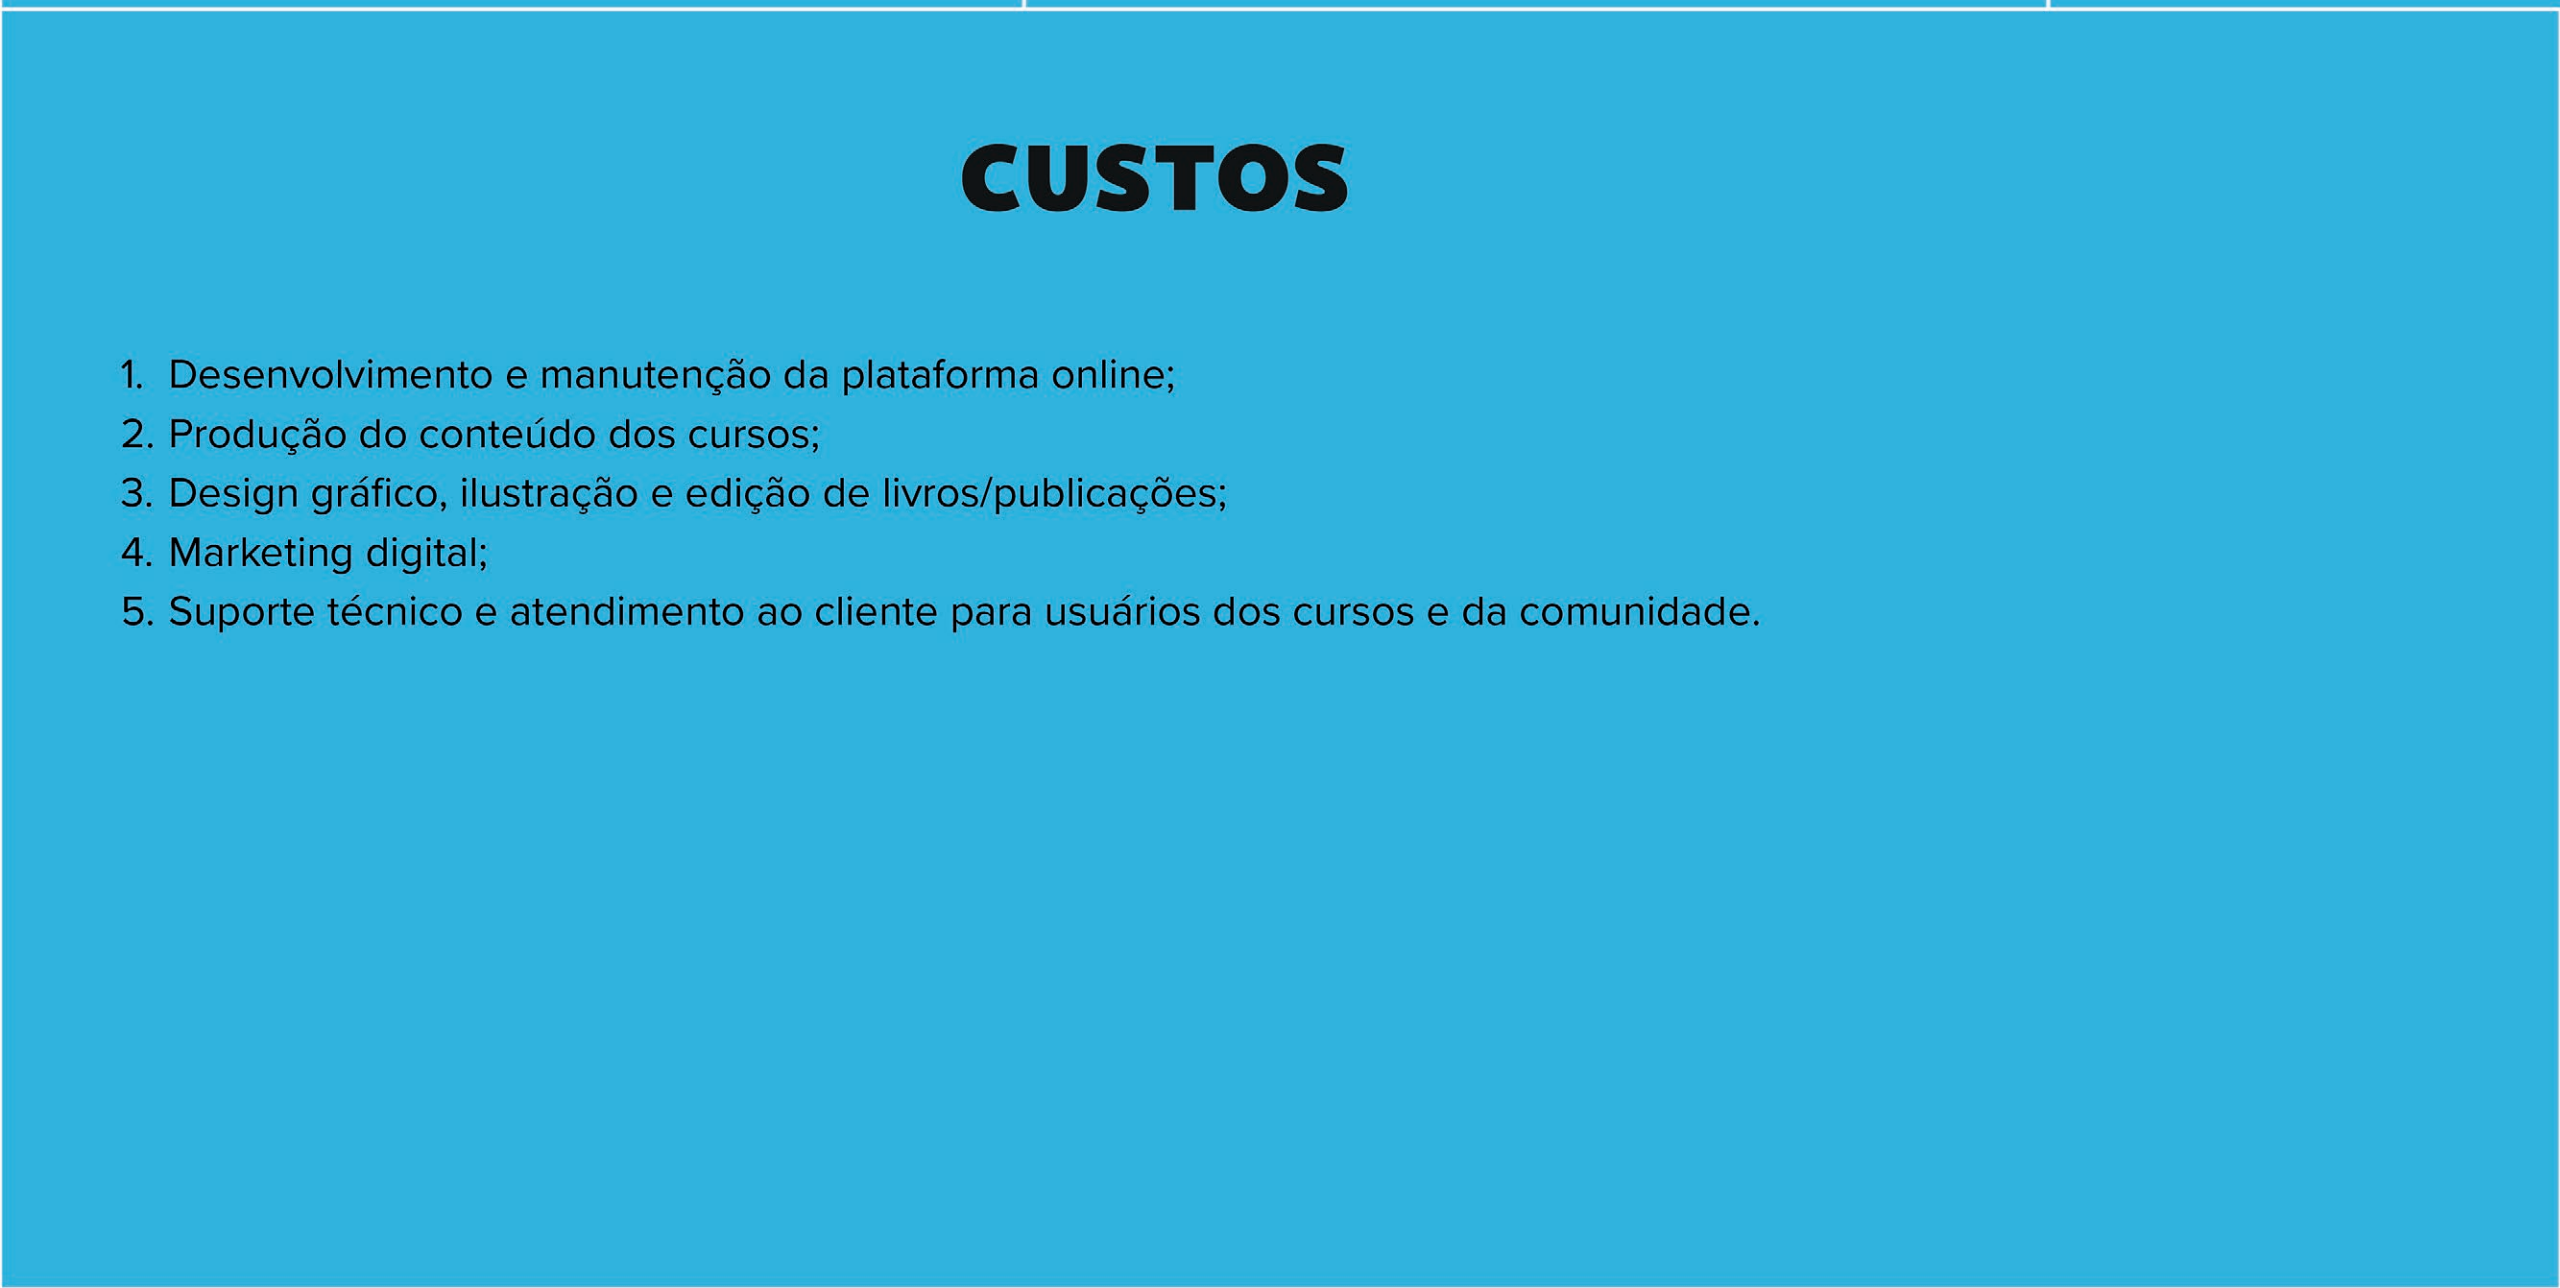 CUSTOS
1. Desenvolvimento e manutenção da plataforma online;
2. Produção do conteúdo dos cursos;
3. Design gráfico, ilustração e edição de livros/publicações;
4. Marketing digital;
5. Suporte técnico e atendimento ao cliente para usuários dos cursos e da comunidade.